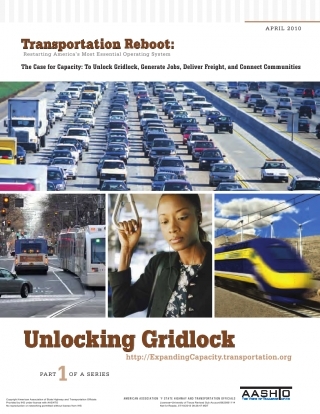 APRIL 2010
Transportation Reboot:
Restarting America's Most Essential Operating System
The Case for Capacity: To Unlock Gridlock, Generate Jobs, Deliver Freight, and Connect Communities
Unlocking Gridlock
http://ExpandingCapacity.transportation.org
PART 1 OF A SERIES
AMERICAN ASSOCIATION OF STATE HIGHWAY AND TRANSPORTATION OFFICIALS
AASHTO